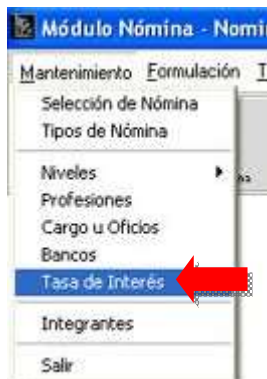 Módulo Nómina - Nomi
Mantenimiento Formulación
Selección de Nómina
Tipos de Nómina
Niveles
Profesiones
Cargo u Oficios
Bancos
Tasa de Interés
Integrantes
Salir